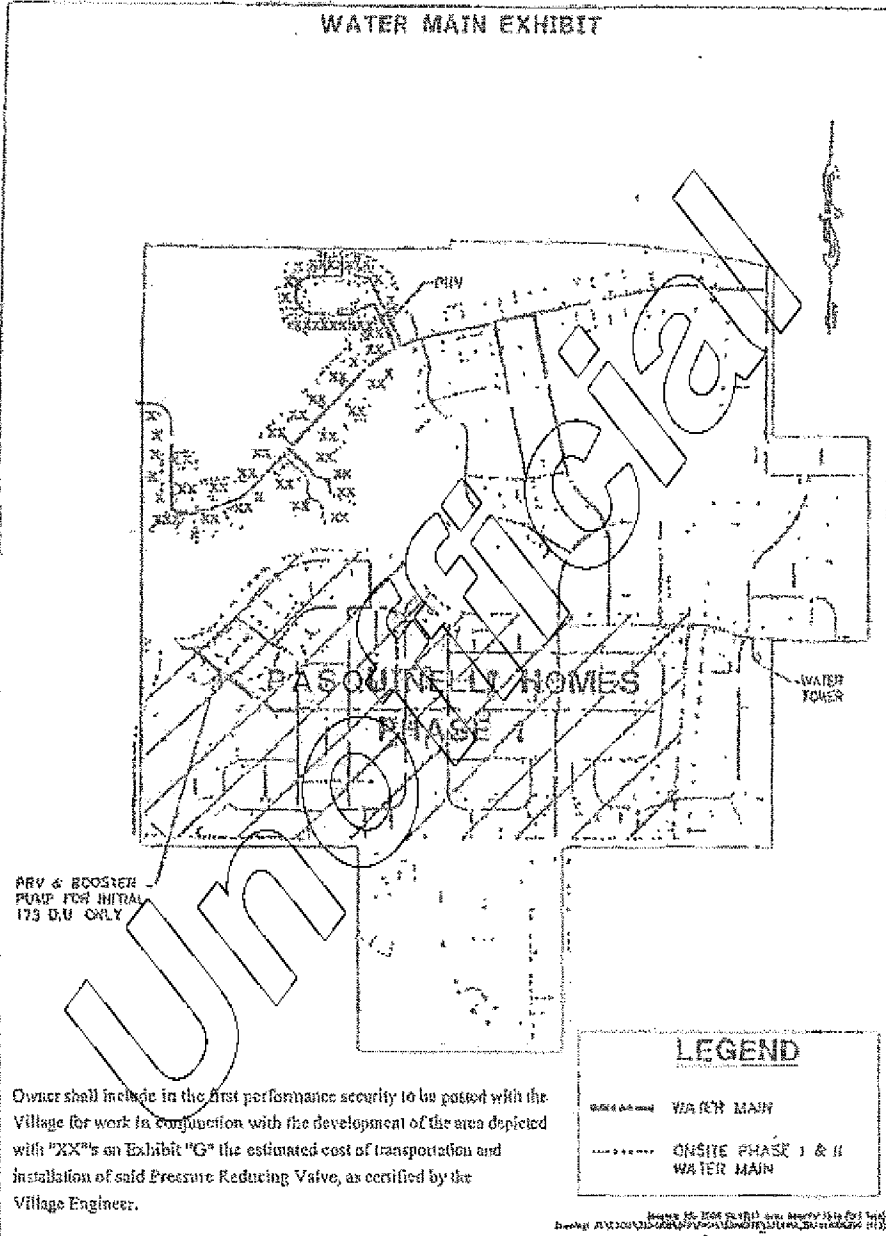 WATER MAIN EXHIBIT
PRV
PASQUINELLI HOMES
PHASE 1
WATER
TOWER
PRV & BOOSTER
PUMP FOR INITIAL
173 D.U. ONLY
Unofficial
Owner shall include in the first performance security to be posted with the
Village for work in conjunction with the development of the area depicted
with "XX"'s on Exhibit "G" the estimated cost of transportation and
installation of said Pressure Reducing Valve, as certified by the
Village Engineer.
LEGEND
WATER MAIN
ONSITE PHASE I & II
WATER MAIN